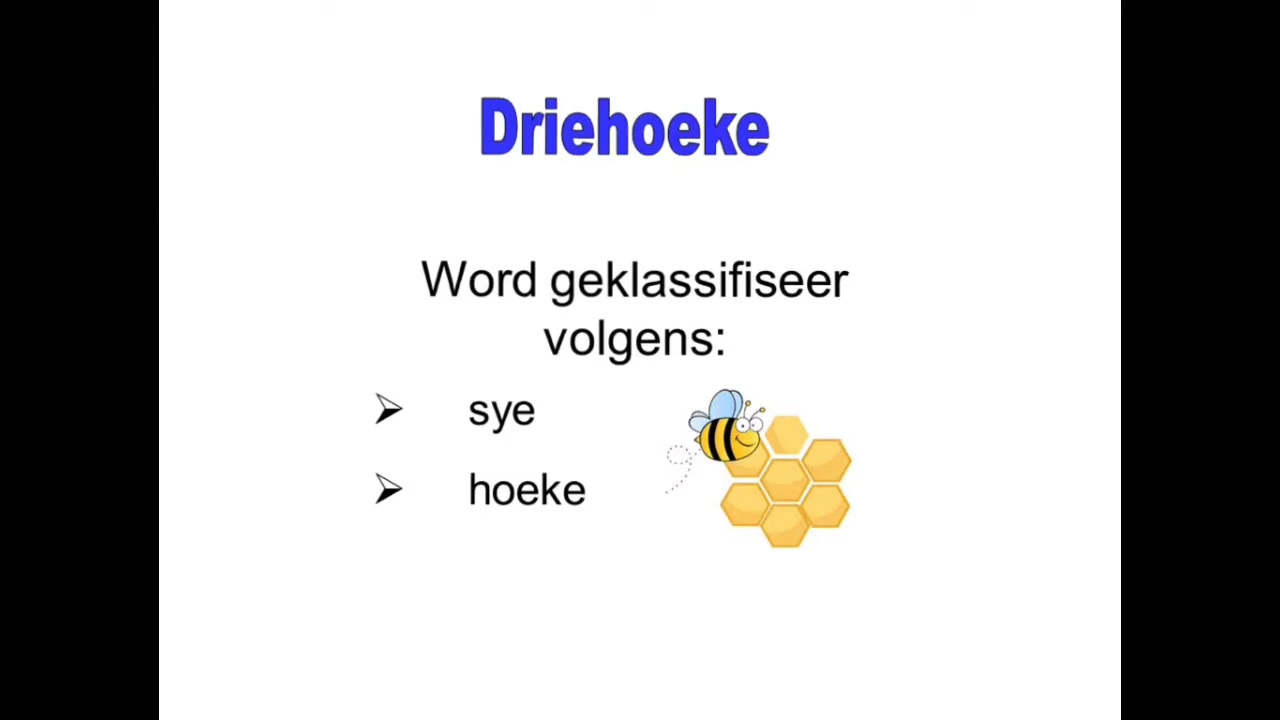 Driehoeke
Word geklassifiseer
volgens:
sye
hoeke